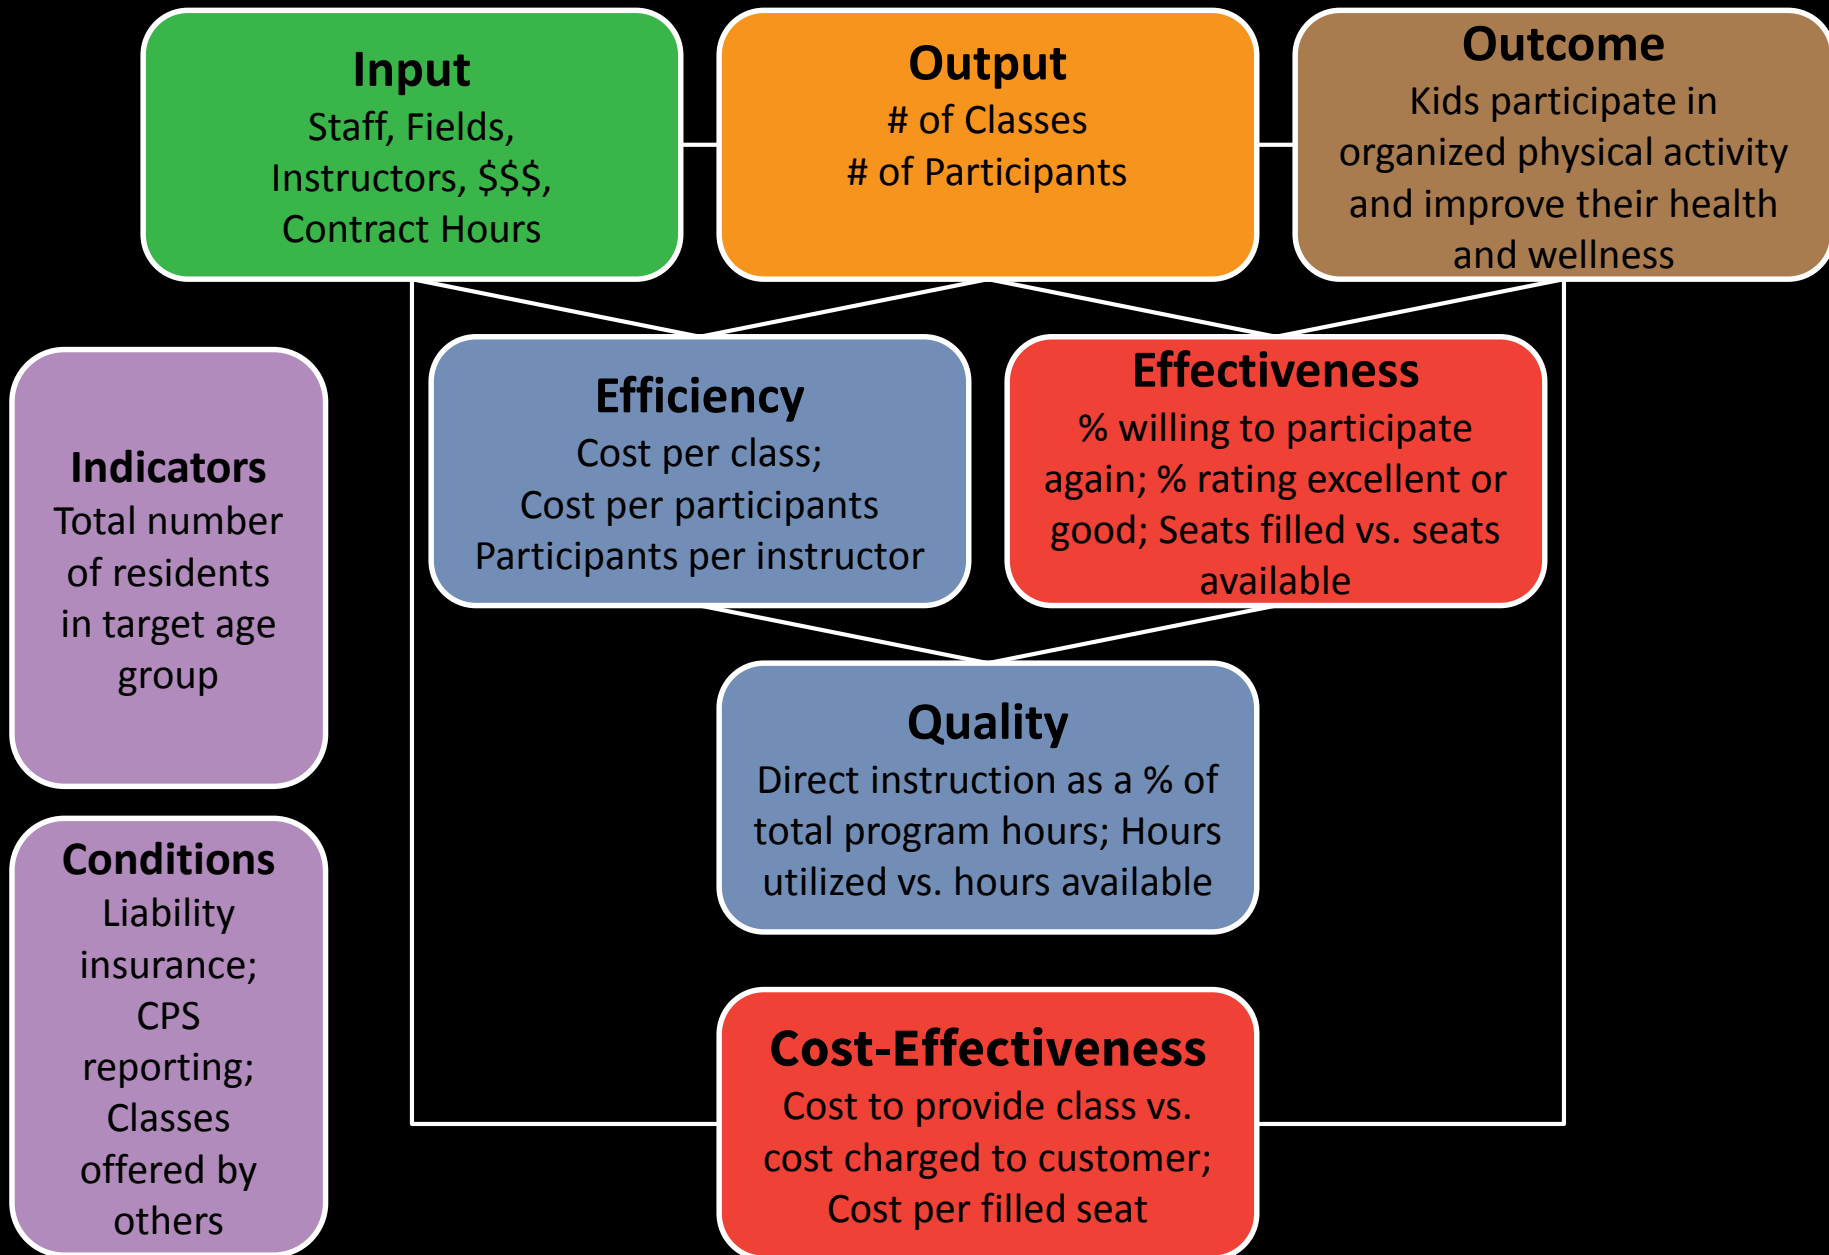 Input
Staff, Fields,
Instructors, $$$,
Contract Hours
Output
# of Classes
# of Participants
Outcome
Kids participate in
organized physical activity
and improve their health
and wellness
Indicators
Total number
of residents
in target age
group
Efficiency
Cost per class;
Cost per participants
Participants per instructor
Effectiveness
% willing to participate
again; % rating excellent or
good; Seats filled vs. seats
available
Quality
Direct instruction as a % of
total program hours; Hours
utilized vs. hours available
Conditions
Liability
insurance;
CPS
reporting;
Classes
offered by
others
Cost-Effectiveness
Cost to provide class vs.
cost charged to customer;
Cost per filled seat